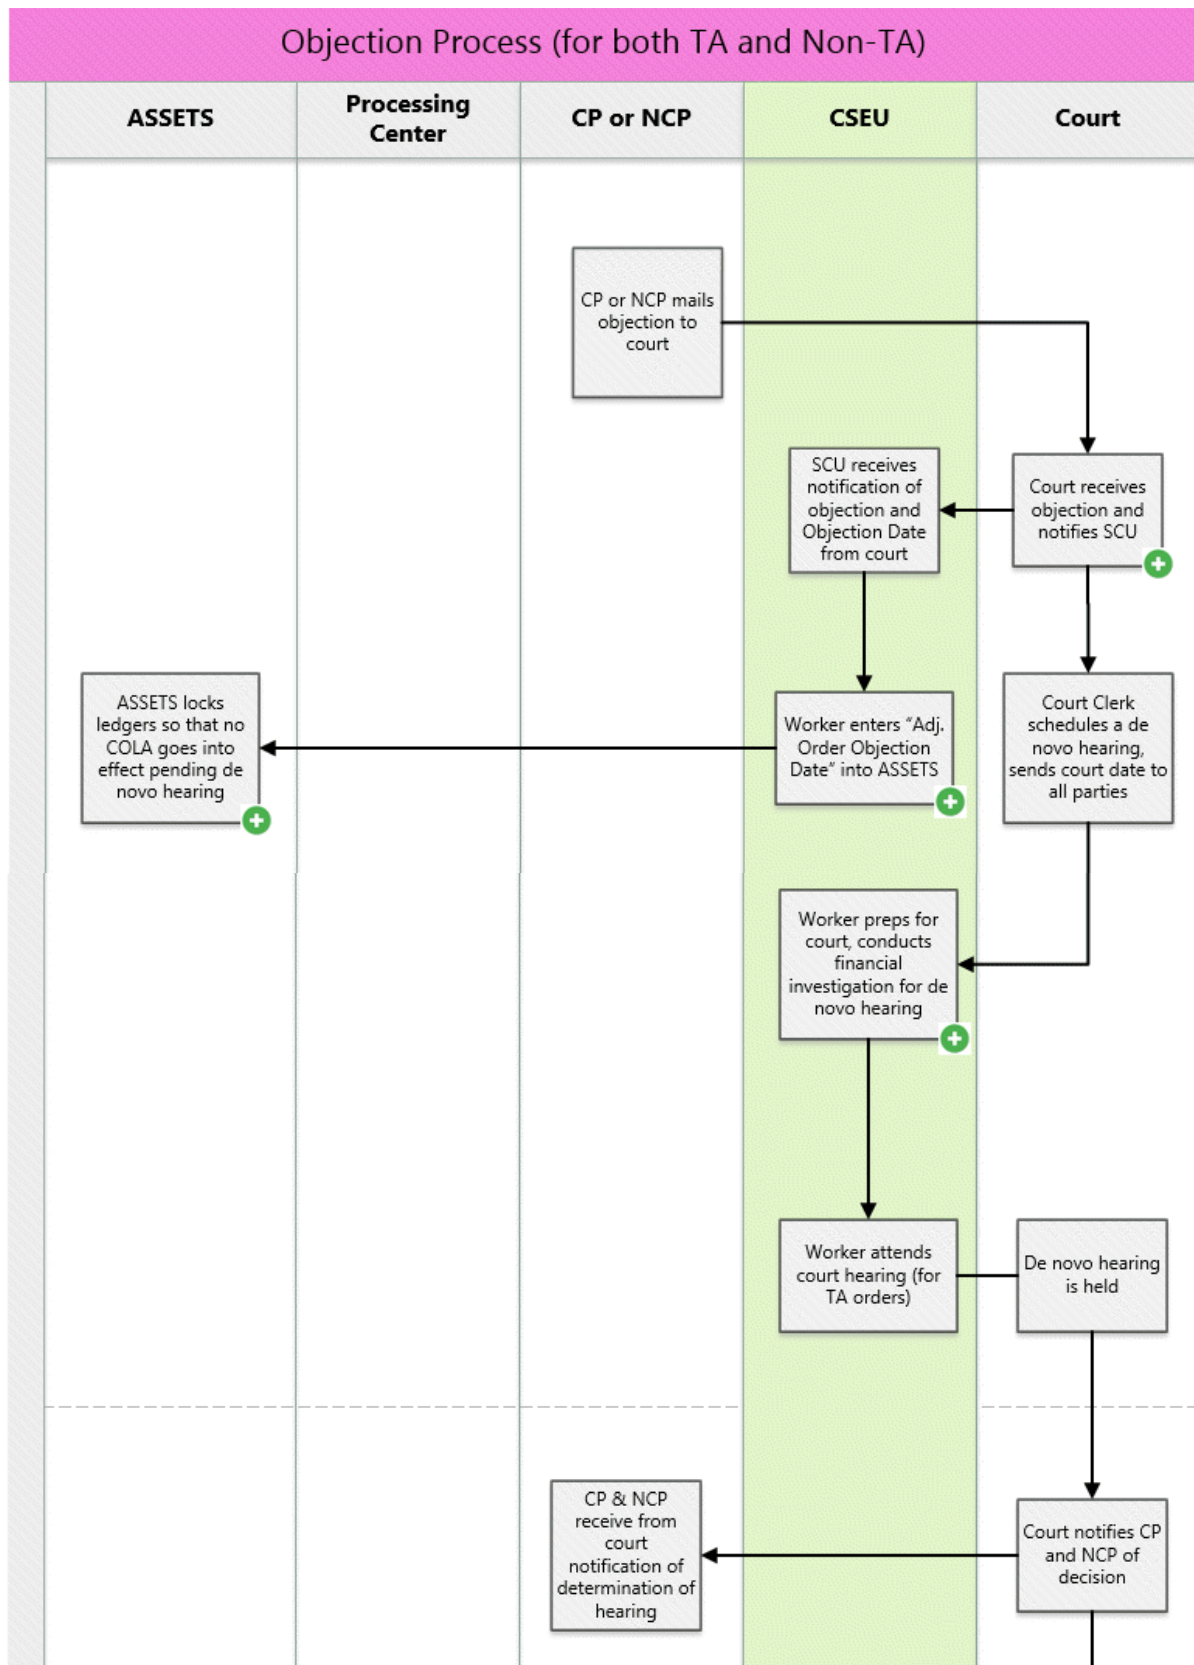 Objection Process (for both TA and Non-TA)
ASSETS
Processing
Center
CP or NCP
CSEU
Court
CP or NCP mails
objection to
court
SCU receives
notification of
objection and
Objection Date
from court
Court receives
objection and
notifies SCU
ASSETS locks
ledgers so that no
COLA goes into
effect pending de
novo hearing
Worker enters “Adj.
Order Objection
Date” into ASSETS
Court Clerk
schedules a de
novo hearing,
sends court date to
all parties
Worker preps for
court, conducts
financial
investigation for de
novo hearing
Worker attends
court hearing (for
TA orders)
De novo hearing
is held
CP & NCP
receive from
court
notification of
determination of
hearing
Court notifies CP
and NCP of
decision